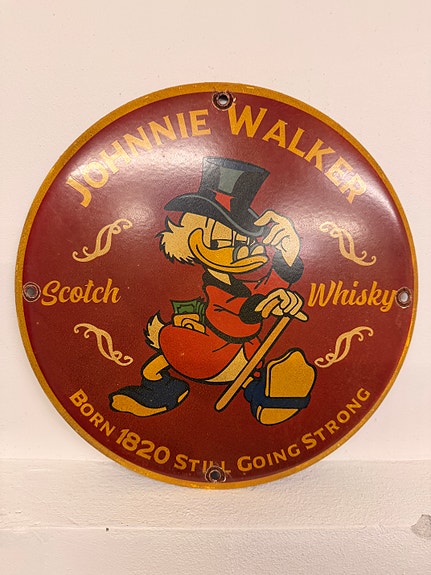 JOHNNIE WALKER
Scotch Whisky
BORN 1820 STILL GOING STRONG